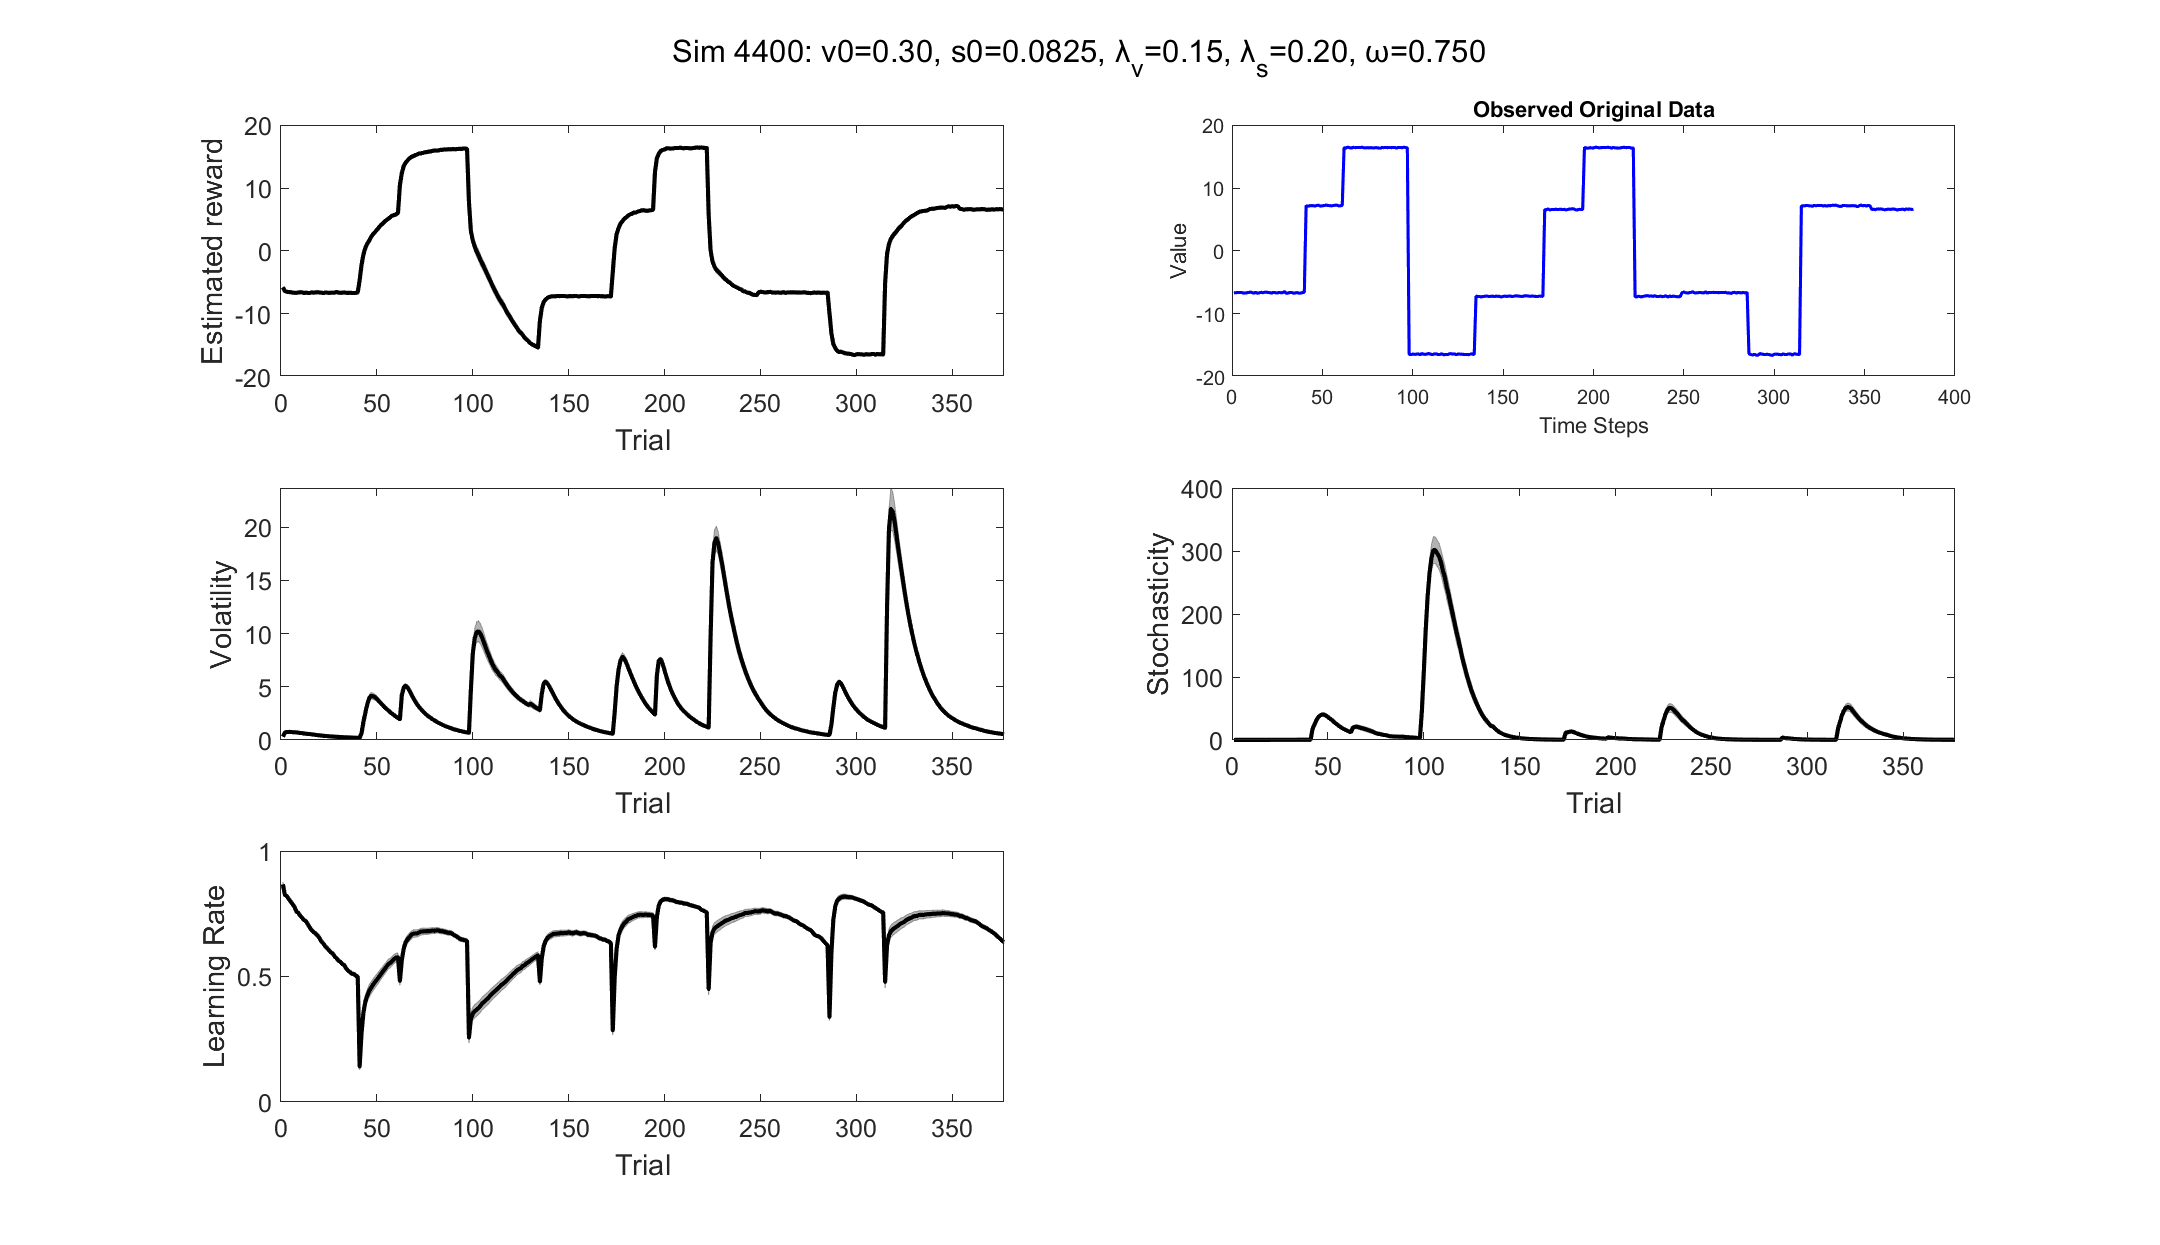 Sim 4400: v0=0.30, s0=0.0825, λ_v=0.15, λ_s=0.20, ω=0.750
20
10
0
-10
-20
Estimated reward
0 50 100 150 200 250 300 350
Trial
Observed Original Data
20
10
0
-10
-20
Value
0 50 100 150 200 250 300 350 400
Time Steps
20
15
10
5
0
Volatility
0 50 100 150 200 250 300 350
Trial
400
300
200
100
0
Stochasticity
0 50 100 150 200 250 300 350
Trial
1
0.5
0
Learning Rate
0 50 100 150 200 250 300 350
Trial